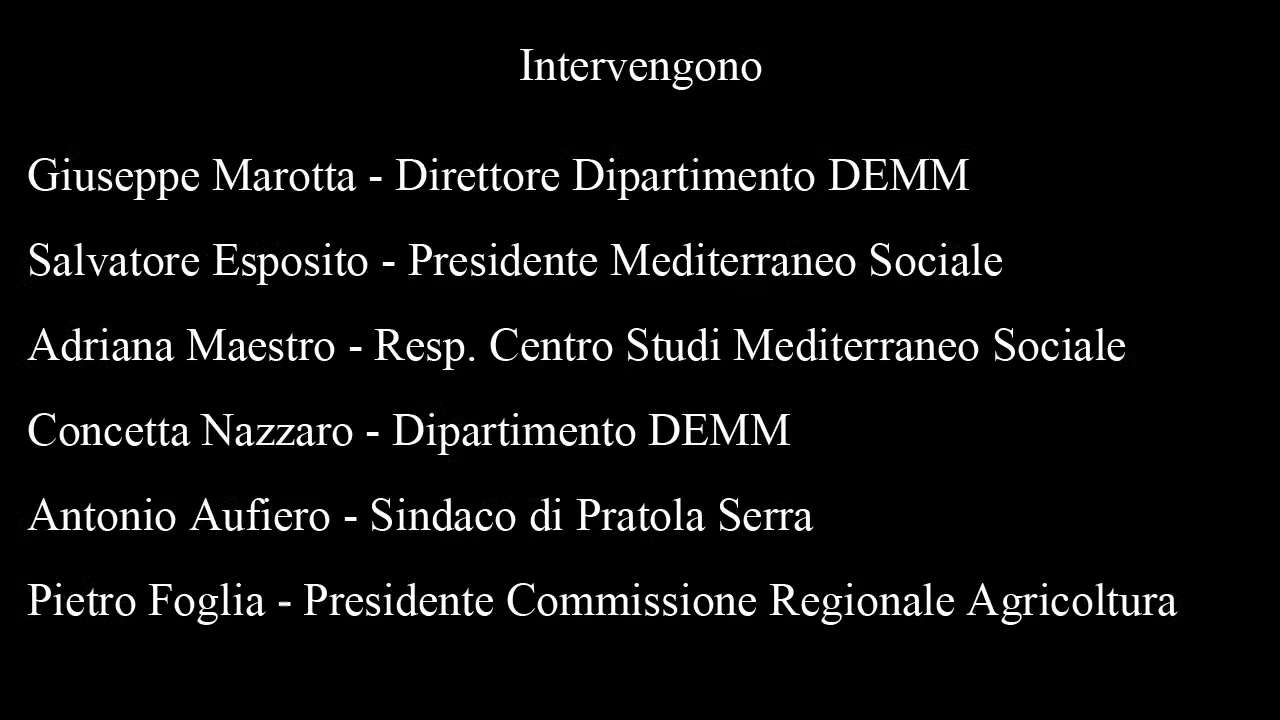 Intervengono
Giuseppe Marotta - Direttore Dipartimento DEMM
Salvatore Esposito - Presidente Mediterraneo Sociale
Adriana Maestro - Resp. Centro Studi Mediterraneo Sociale
Concetta Nazzaro - Dipartimento DEMM
Antonio Aufiero - Sindaco di Pratola Serra
Pietro Foglia - Presidente Commissione Regionale Agricoltura